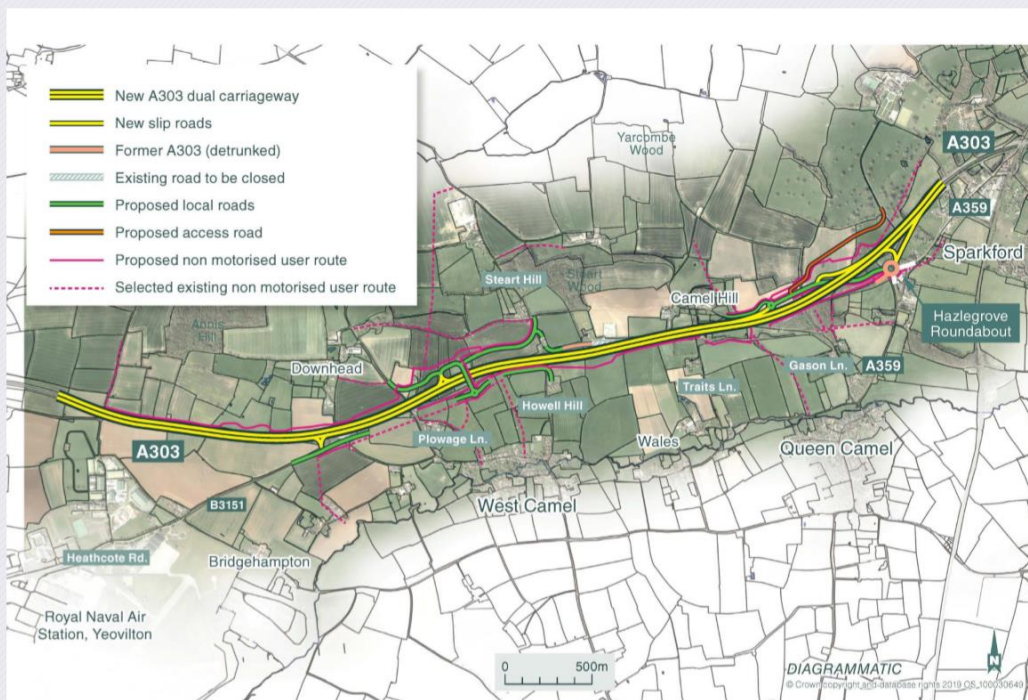 New A303 dual carriageway
New slip roads
Former A303 (detrunked)
Existing road to be closed
Proposed local roads
Proposed access road
Proposed non motorised user route
Selected existing non motorised user route
Yarcombe
Wood
A303
A359
Sparkford
Steart Hill
Steart
Wood
Camel Hill
Hazlegrove
Roundabout
Annis
Hill
Downhead
Gason Ln.
A359
Traits Ln.
Howell Hill
Plowage Ln.
Wales
Queen Camel
A303
West Camel
B3151
Heathcote Rd.
Bridgehampton
Royal Naval Air
Station, Yeovilton
0 500m
DIAGRAMMATIC
N
© Crown copyright and database rights 2019 OS 100030649